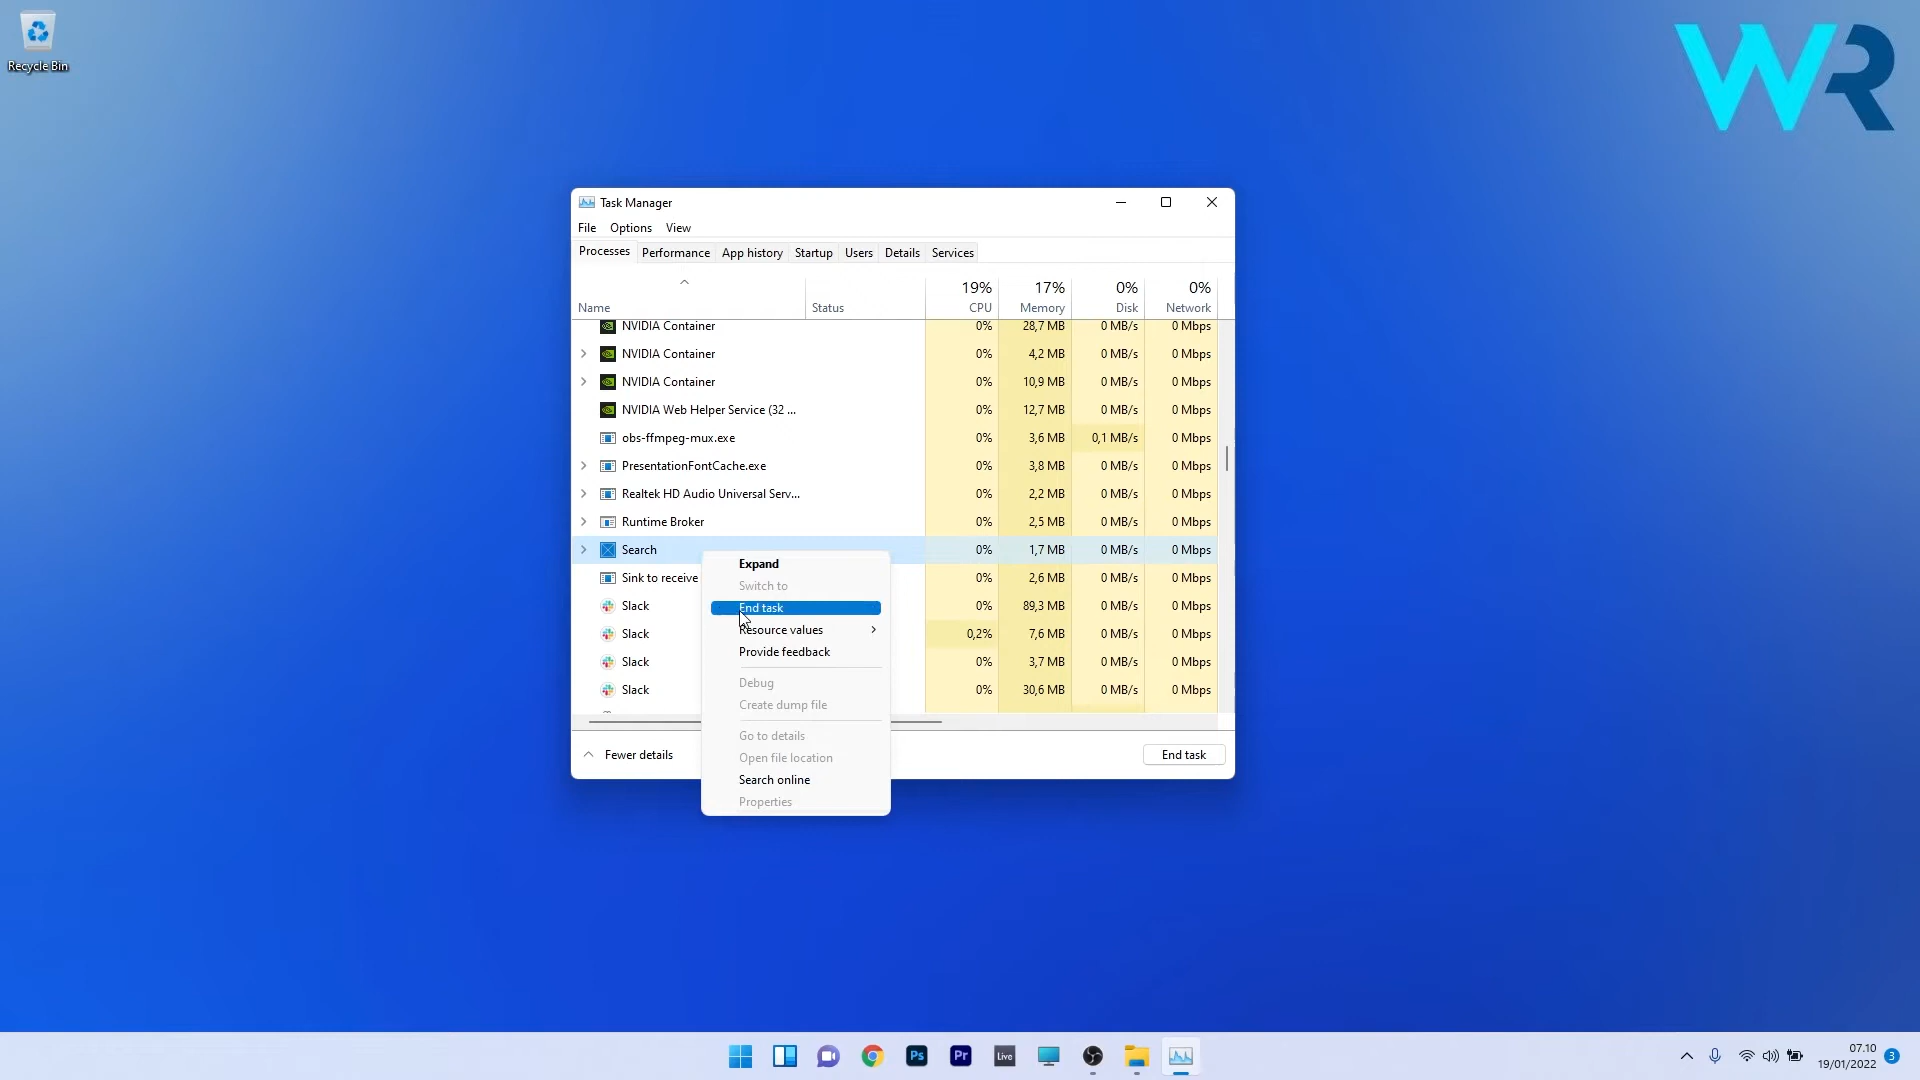 Recycle Bin
WR
Task Manager
File Options View
Processes Performance App history Startup Users Details Services
19% 17% 0% 0%
Name Status CPU Memory Disk Network
NVIDIA Container 0% 28,7 MB 0 MB/s 0 Mbps
NVIDIA Container 0% 4,2 MB 0 MB/s 0 Mbps
NVIDIA Container 0% 10,9 MB 0 MB/s 0 Mbps
NVIDIA Web Helper Service (32 ... 0% 12,7 MB 0 MB/s 0 Mbps
obs-ffmpeg-mux.exe 0% 3,6 MB 0,1 MB/s 0 Mbps
PresentationFontCache.exe 0% 3,8 MB 0 MB/s 0 Mbps
Realtek HD Audio Universal Serv... 0% 2,2 MB 0 MB/s 0 Mbps
Runtime Broker 0% 2,5 MB 0 MB/s 0 Mbps
Search 0% 1,7 MB 0 MB/s 0 Mbps
Sink to receive 0% 2,6 MB 0 MB/s 0 Mbps
Slack 0% 89,3 MB 0 MB/s 0 Mbps
Slack 0,2% 7,6 MB 0 MB/s 0 Mbps
Slack 0% 3,7 MB 0 MB/s 0 Mbps
Slack 0% 30,6 MB 0 MB/s 0 Mbps
Expand
Switch to
End task
Resource values
Provide feedback
Debug
Create dump file
Go to details
Open file location
Search online
Properties
Fewer details End task
Ps Pr Live
07.10
19/01/2022 3